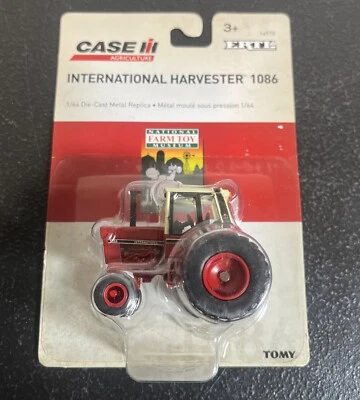 CASE IH
AGRICULTURE
3+
ERTL
INTERNATIONAL HARVESTER 1086
1/64 Die-Cast Metal Replica • Métal moulé sous pression 1/64
NATIONAL
FARM TOY
MUSEUM
TOMY